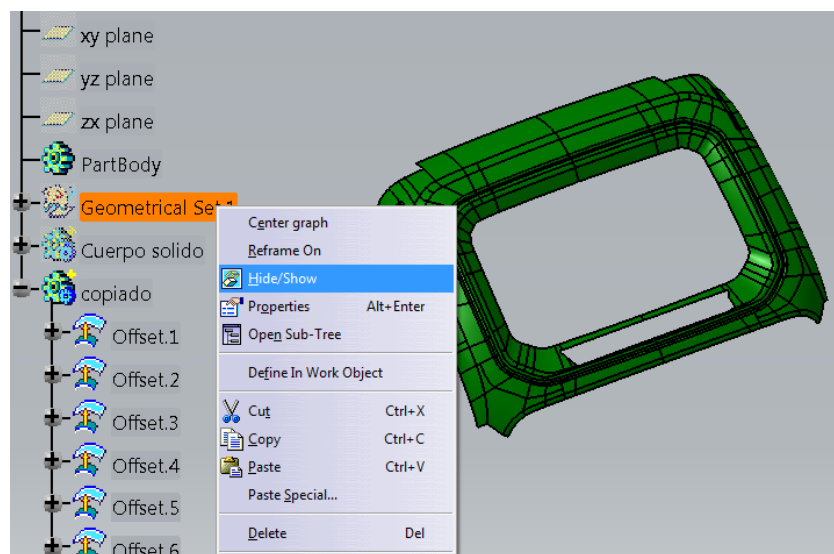 xy plane
yz plane
zx plane
PartBody
Geometrical Set.1
Cuerpo solido
copiado
Offset.1
Offset.2
Offset.3
Offset.4
Offset.5
Offset.6
Center graph
Reframe On
Hide/Show
Properties Alt+Enter
Open Sub-Tree
Define In Work Object
Cut Ctrl+X
Copy Ctrl+C
Paste Ctrl+V
Paste Special...
Delete Del